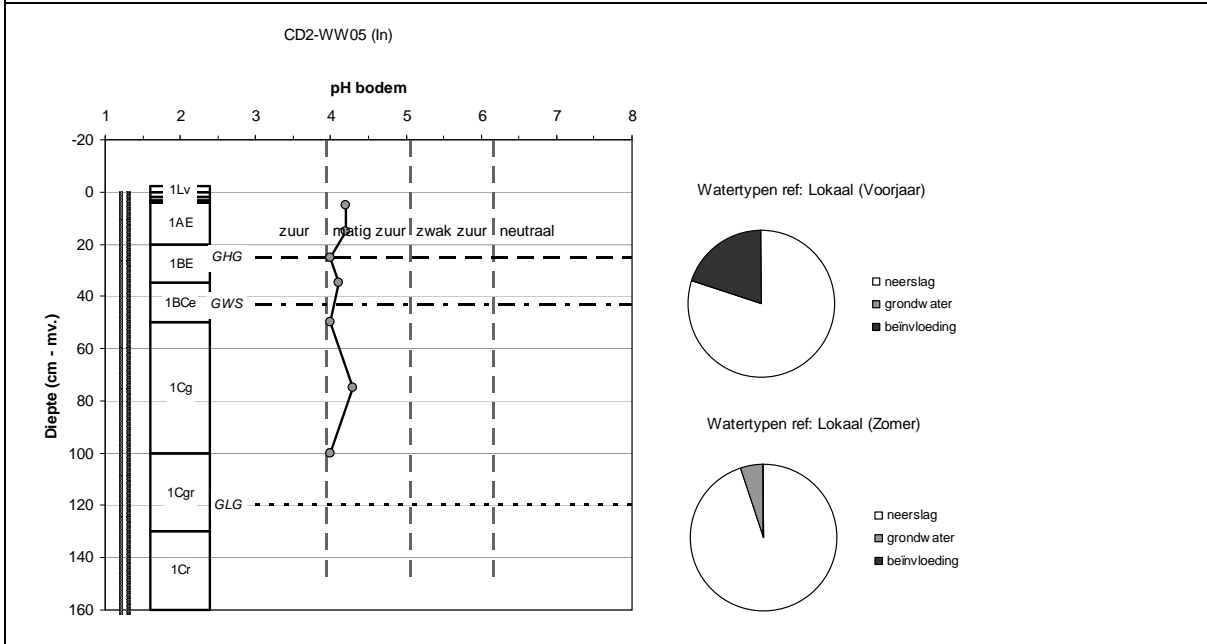 CD2-WW05 (In)
pH bodem
1 2 3 4 5 6 7 8
Diepte (cm - mv.)
-20
0
20
40
60
80
100
120
140
160
1Lv
1AE
1BE
1BCe
1Cg
1Cgr
1Cr
zuur matig zuur zwak zuur neutraal
GHG
GWS
GLG
Watertypen ref: Lokaal (Voorjaar)
neerslag
grondwater
beïnvloeding
Watertypen ref: Lokaal (Zomer)
neerslag
grondwater
beïnvloeding